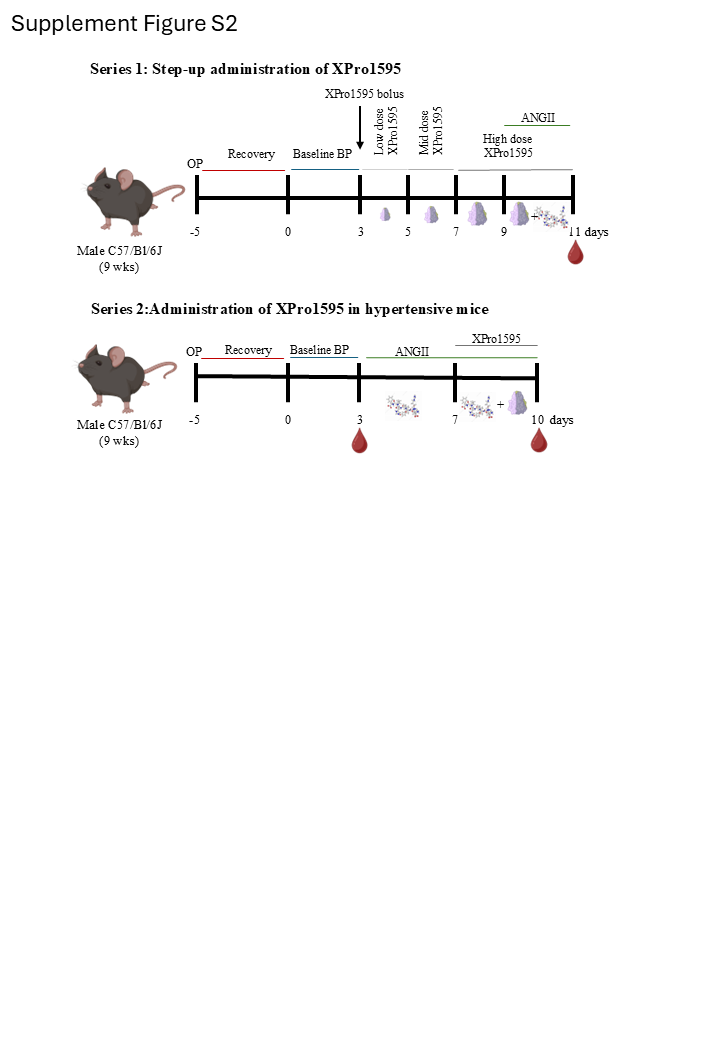 Supplement Figure S2
Series 1: Step-up administration of XPro1595
XPro1595 bolus
Low dose
XPro1595
Mid dose
XPro1595
ANGII
High dose
XPro1595
OP
Recovery
Baseline BP
-5 0 3 5 7 9 11 days
+
Male C57/Bl/6J
(9 wks)
Series 2:Administration of XPro1595 in hypertensive mice
XPro1595
OP
Recovery
Baseline BP
ANGII
+
-5 0 3 7 10 days
Male C57/Bl/6J
(9 wks)